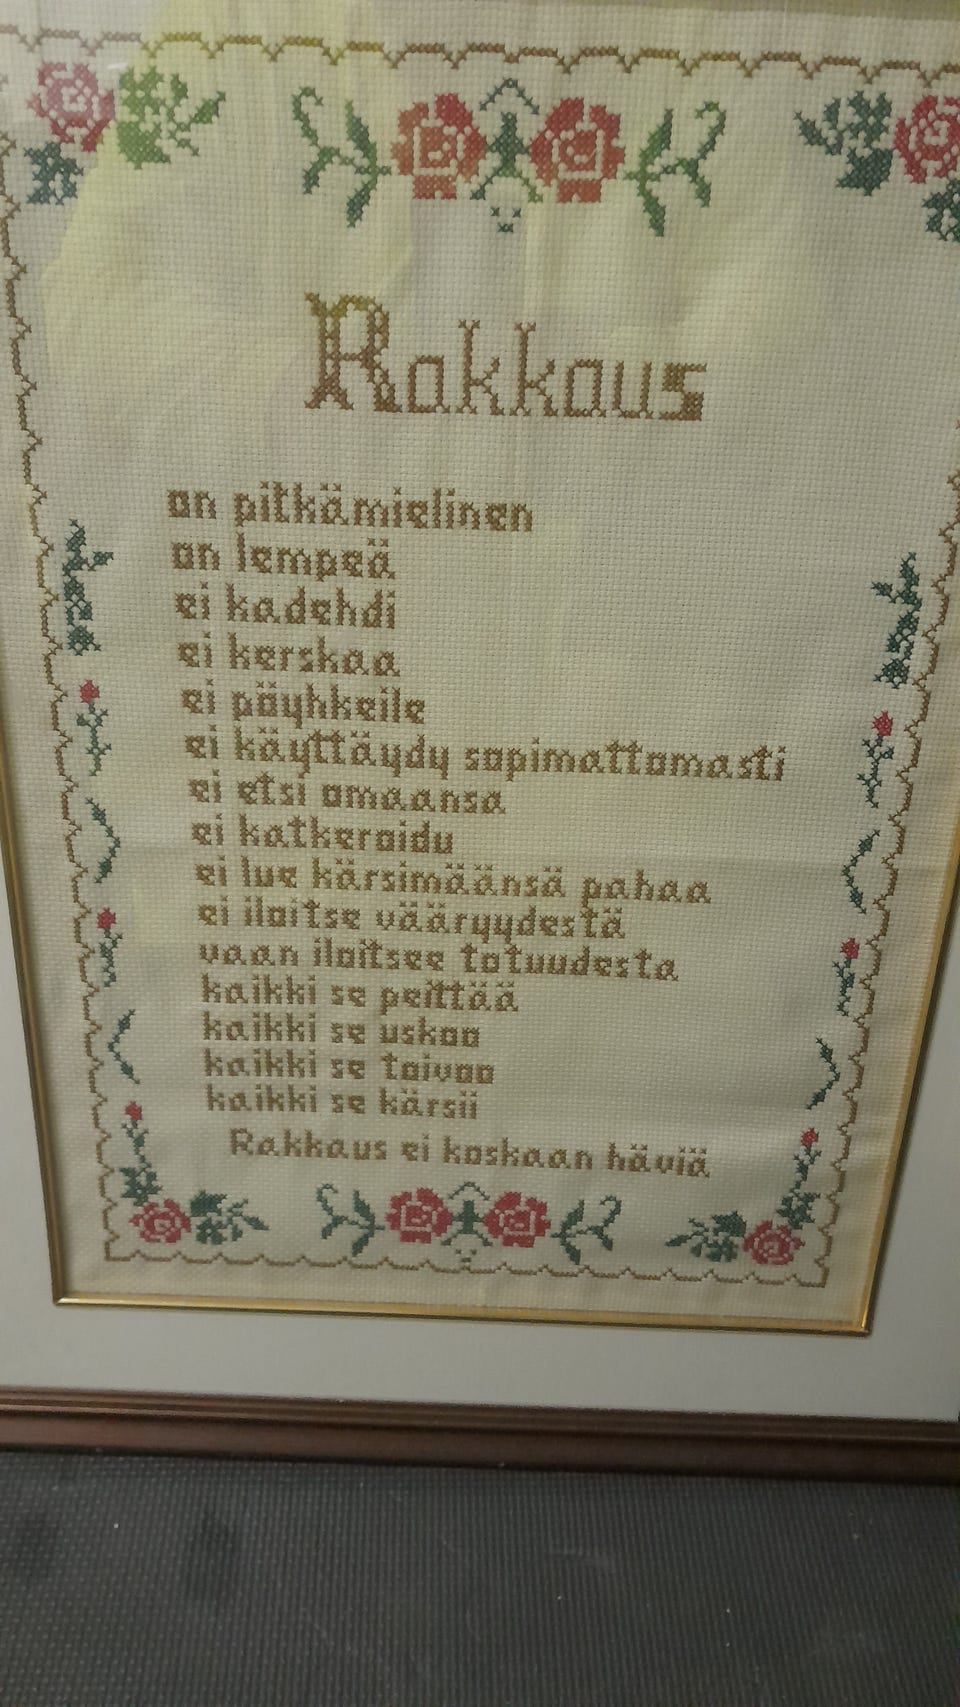 Rakkaus
on pitkämielinen
on lempeä
ei kadehdi
ei kerskaa
ei pöyhkeile
ei käyttäydy sopimattomasti
ei etsi omaansa
ei katkeroidu
ei lue kärsimäänsä pahaa
ei iloitse vääryydestä
vaan iloitsee totuudesta
kaikki se peittää
kaikki se uskoo
kaikki se toivoo
kaikki se kärsii
Rakkaus ei koskaan häviä